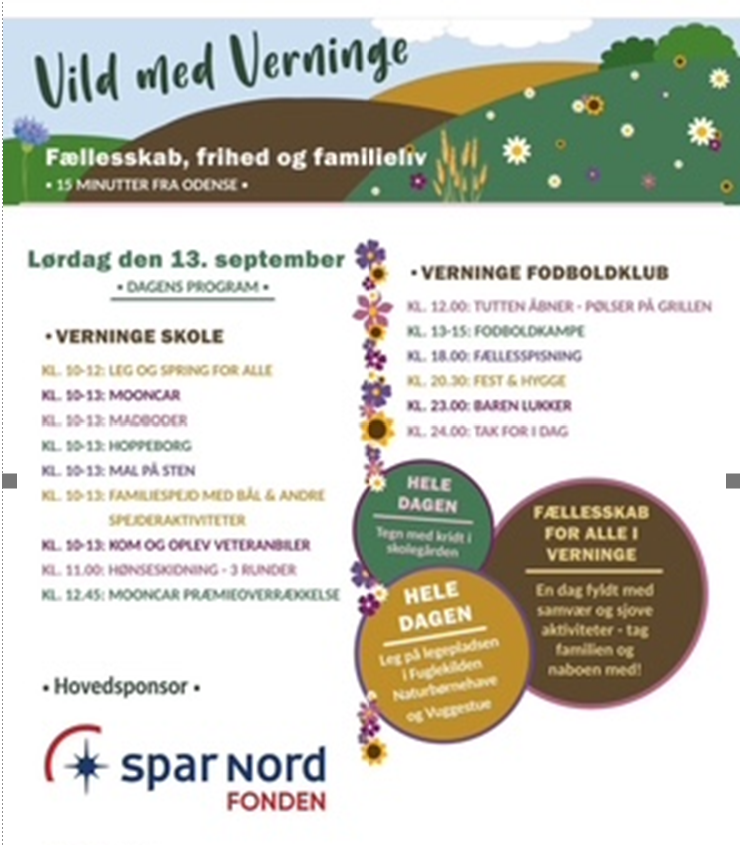 Vild med Verninge
Fællesskab, frihed og familieliv
• 15 MINUTTER FRA ODENSE •
Lørdag den 13. september
• DAGENS PROGRAM •
• VERNINGE SKOLE
KL. 10-12: LEG OG SPRING FOR ALLE
KL. 10-13: MOONCAR
KL. 10-13: MADBODER
KL. 10-13: HOPPEBORG
KL. 10-13: MAL PÅ STEN
KL. 10-13: FAMILIESPEJD MED BÅL & ANDRE
SPEJDERAKTIVITETER
KL. 10-13: KOM OG OPLEV VETERANBILER
KL. 11.00: HØNSESKIDNING - 3 RUNDER
KL. 12.45: MOONCAR PRÆMIEOVERRÆKKELSE
• Hovedsponsor •
spar nord
FONDEN
• VERNINGE FODBOLDKLUB
KL. 12.00: TUTTEN ÅBNER - PØLSER PÅ GRILLEN
KL. 13-15: FODBOLDKAMPE
KL. 18.00: FÆLLESSPISNING
KL. 20.30: FEST & HYGGE
KL. 23.00: BAREN LUKKER
KL. 24.00: TAK FOR I DAG
HELE
DAGEN
Tegn med kridt i
skolegården
FÆLLESSKAB
FOR ALLE I
VERNINGE
En dag fyldt med
samvær og sjove
aktiviteter - tag
familien og
naboen med!
HELE
DAGEN
Leg på legepladsen
i Fuglekilden
Naturbørnehave
og Vuggestue